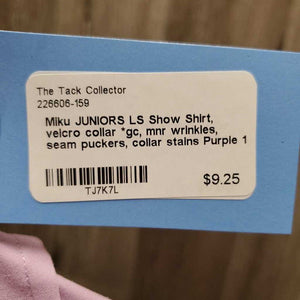 The Tack Collector
226606-159
Miku JUNIORS LS Show Shirt,
velcro collar *gc, mnr wrinkles,
seam puckers, collar stains Purple 1
TJ7K7L
$9.25